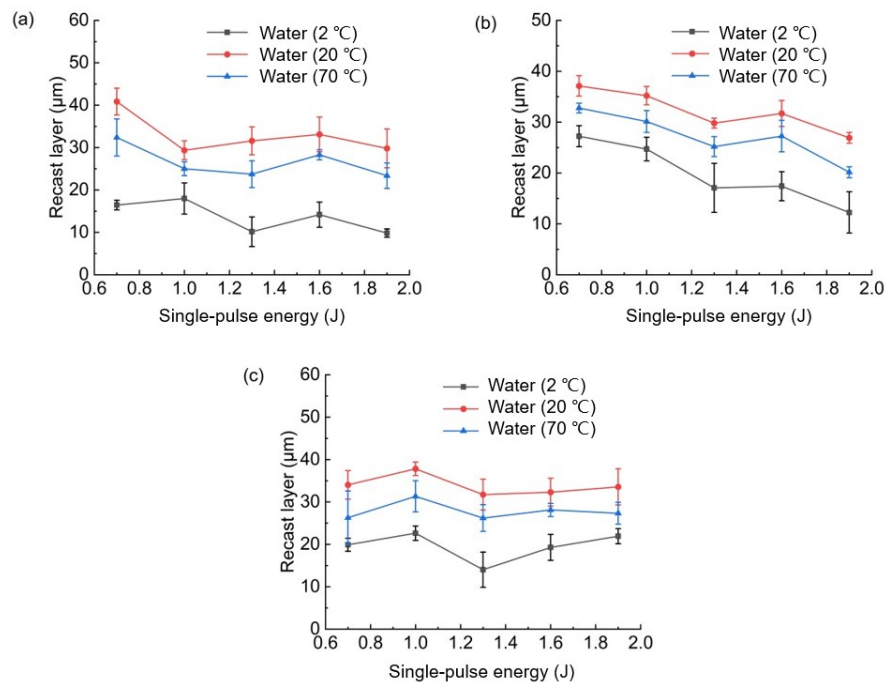 (a)
60
50
40
30
20
10
0
Recast layer (μm)
Water (2 ℃)
Water (20 ℃)
Water (70 ℃)
0.6 0.8 1.0 1.2 1.4 1.6 1.8 2.0
Single-pulse energy (J)
(b)
50
40
30
20
10
0
Recast layer (μm)
Water (2 ℃)
Water (20 ℃)
Water (70 ℃)
0.6 0.8 1.0 1.2 1.4 1.6 1.8 2.0
Single-pulse energy (J)
(c)
60
50
40
30
20
10
0
Recast layer (μm)
Water (2 ℃)
Water (20 ℃)
Water (70 ℃)
0.6 0.8 1.0 1.2 1.4 1.6 1.8 2.0
Single-pulse energy (J)